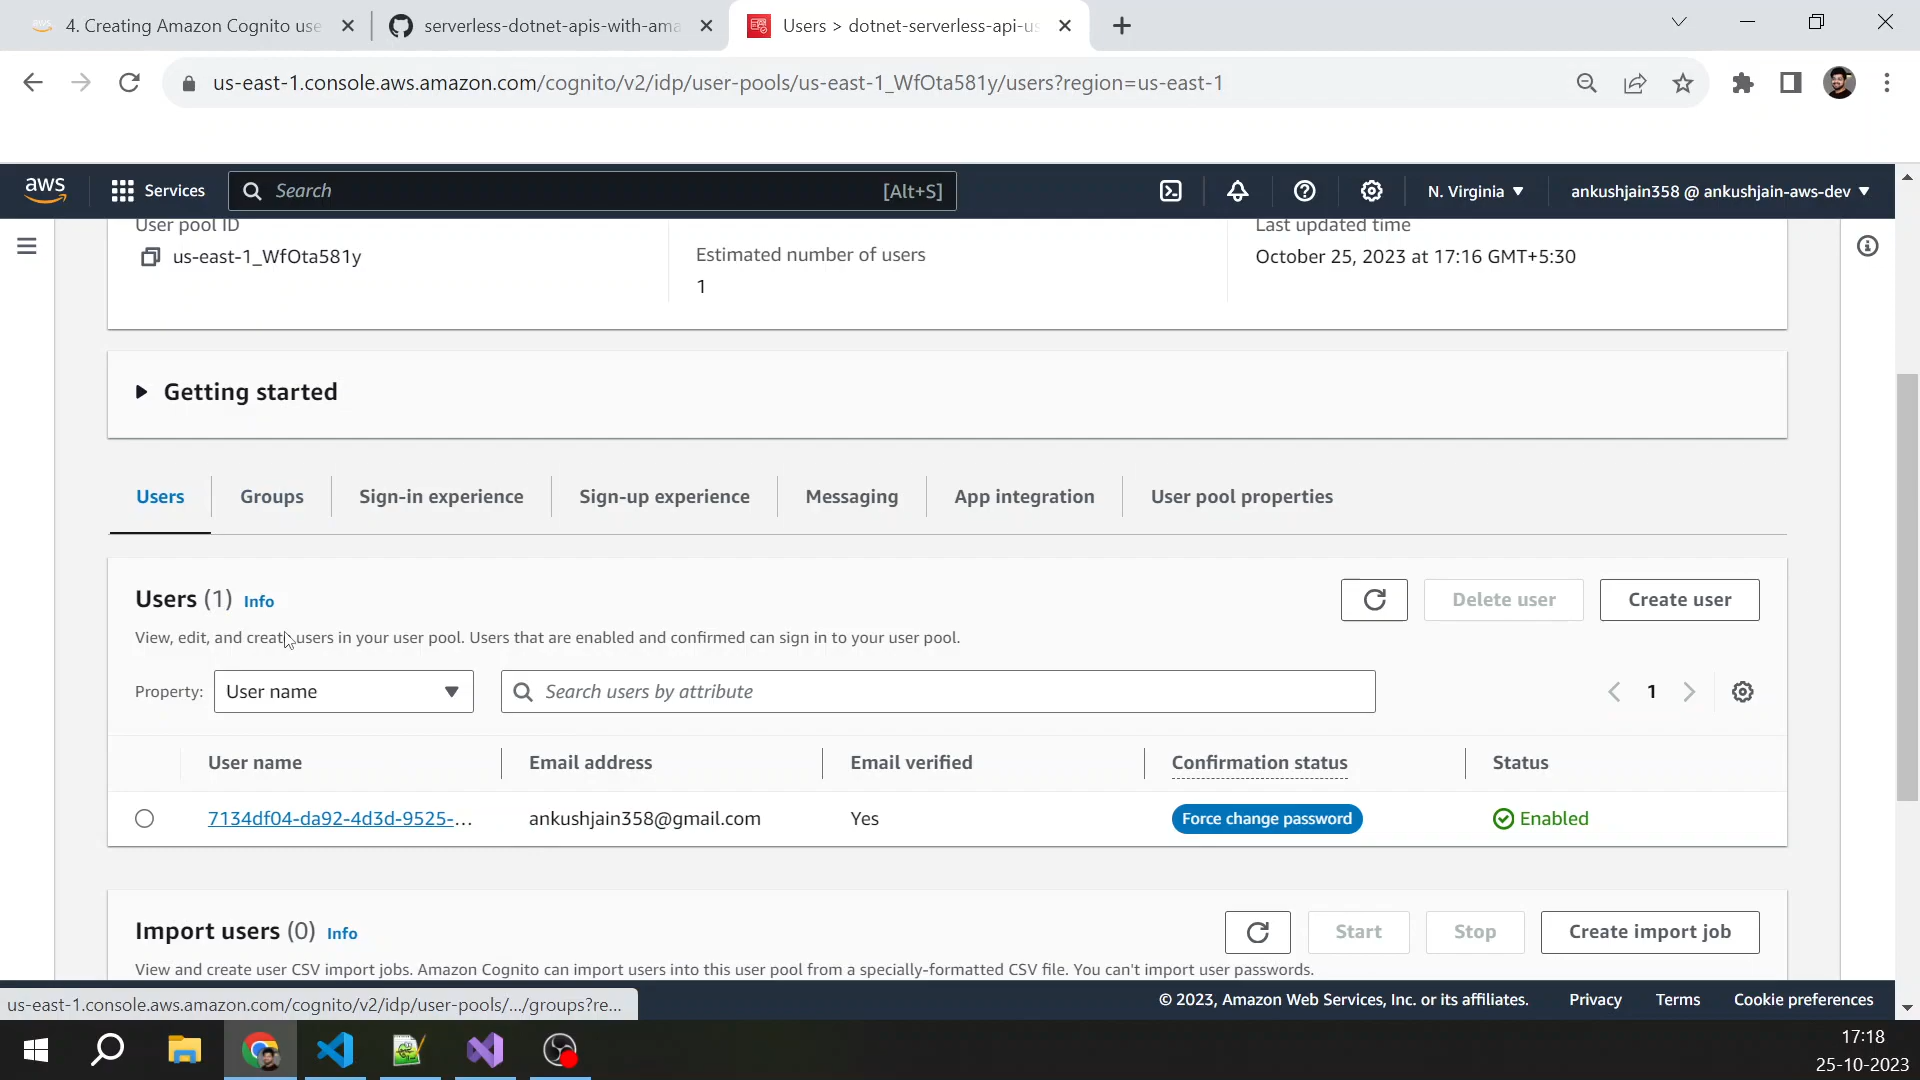 4. Creating Amazon Cognito use
serverless-dotnet-apis-with-ama
Users > dotnet-serverless-api-us
us-east-1.console.aws.amazon.com/cognito/v2/idp/user-pools/us-east-1_WfOta581y/users?region=us-east-1
aws
Services
Search
[Alt+S]
N. Virginia
ankushjain358 @ ankushjain-aws-dev
User pool ID
us-east-1_WfOta581y
Estimated number of users
1
Last updated time
October 25, 2023 at 17:16 GMT+5:30
Getting started
Users
Groups
Sign-in experience
Sign-up experience
Messaging
App integration
User pool properties
Users (1) Info
Delete user
Create user
View, edit, and create users in your user pool. Users that are enabled and confirmed can sign in to your user pool.
Property:
User name
Search users by attribute
1
User name
Email address
Email verified
Confirmation status
Status
7134df04-da92-4d3d-9525-...
ankushjain358@gmail.com
Yes
Force change password
Enabled
Import users (0) Info
Start
Stop
Create import job
View and create user CSV import jobs. Amazon Cognito can import users into this user pool from a specially-formatted CSV file. You can't import user passwords.
us-east-1.console.aws.amazon.com/cognito/v2/idp/user-pools/.../groups?re...
© 2023, Amazon Web Services, Inc. or its affiliates.
Privacy
Terms
Cookie preferences
17:18
25-10-2023